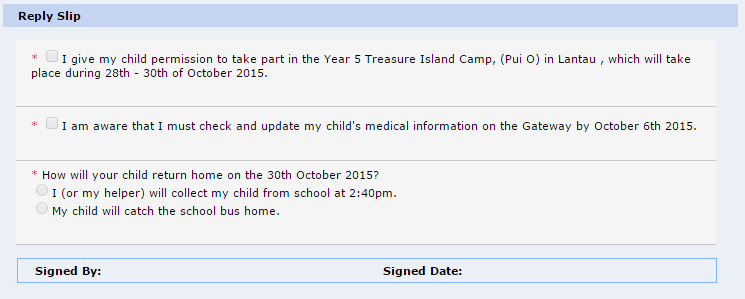 Reply Slip
* I give my child permission to take part in the Year 5 Treasure Island Camp, (Pui O) in Lantau , which will take
place during 28th - 30th of October 2015.
* I am aware that I must check and update my child's medical information on the Gateway by October 6th 2015.
* How will your child return home on the 30th October 2015?
I (or my helper) will collect my child from school at 2:40pm.
My child will catch the school bus home.
Signed By: Signed Date: